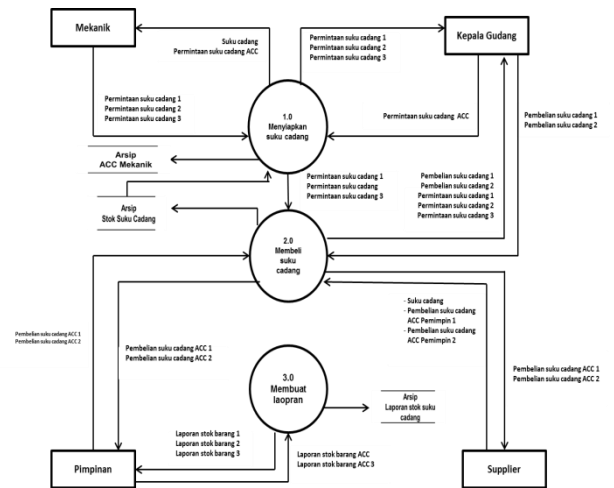 Mekanik
Suku cadang
Permintaan suku cadang ACC
Permintaan suku cadang 1
Permintaan suku cadang 2
Permintaan suku cadang 3
Kepala Gudang
Permintaan suku cadang 1
Permintaan suku cadang 2
Permintaan suku cadang 3
1.0
Menyiapkan
suku cadang
Permintaan suku cadang ACC
Pembelian suku cadang 1
Pembelian suku cadang 2
Arsip
ACC Mekanik
Arsip
Stok Suku Cadang
Permintaan suku cadang 1
Permintaan suku cadang
Permintaan suku cadang 3
Pembelian suku cadang 1
Pembelian suku cadang 2
Permintaan suku cadang 1
Permintaan suku cadang 2
Permintaan suku cadang 3
2.0
Membeli
suku
cadang
Pembelian suku cadang ACC 1
Pembelian suku cadang ACC 2
Pembelian suku cadang ACC 1
Pembelian suku cadang ACC 2
- Suku cadang
- Pembelian suku cadang
ACC Pemimpin 1
- Pembelian suku cadang
ACC Pemimpin 2
Pembelian suku cadang ACC 1
Pembelian suku cadang ACC 2
3.0
Membuat
laopran
Arsip
Laporan stok suku
cadang
Laporan stok barang 1
Laporan stok barang 2
Laporan stok barang 3
Laporan stok barang ACC
Laporan stok barang ACC 3
Pimpinan
Supplier